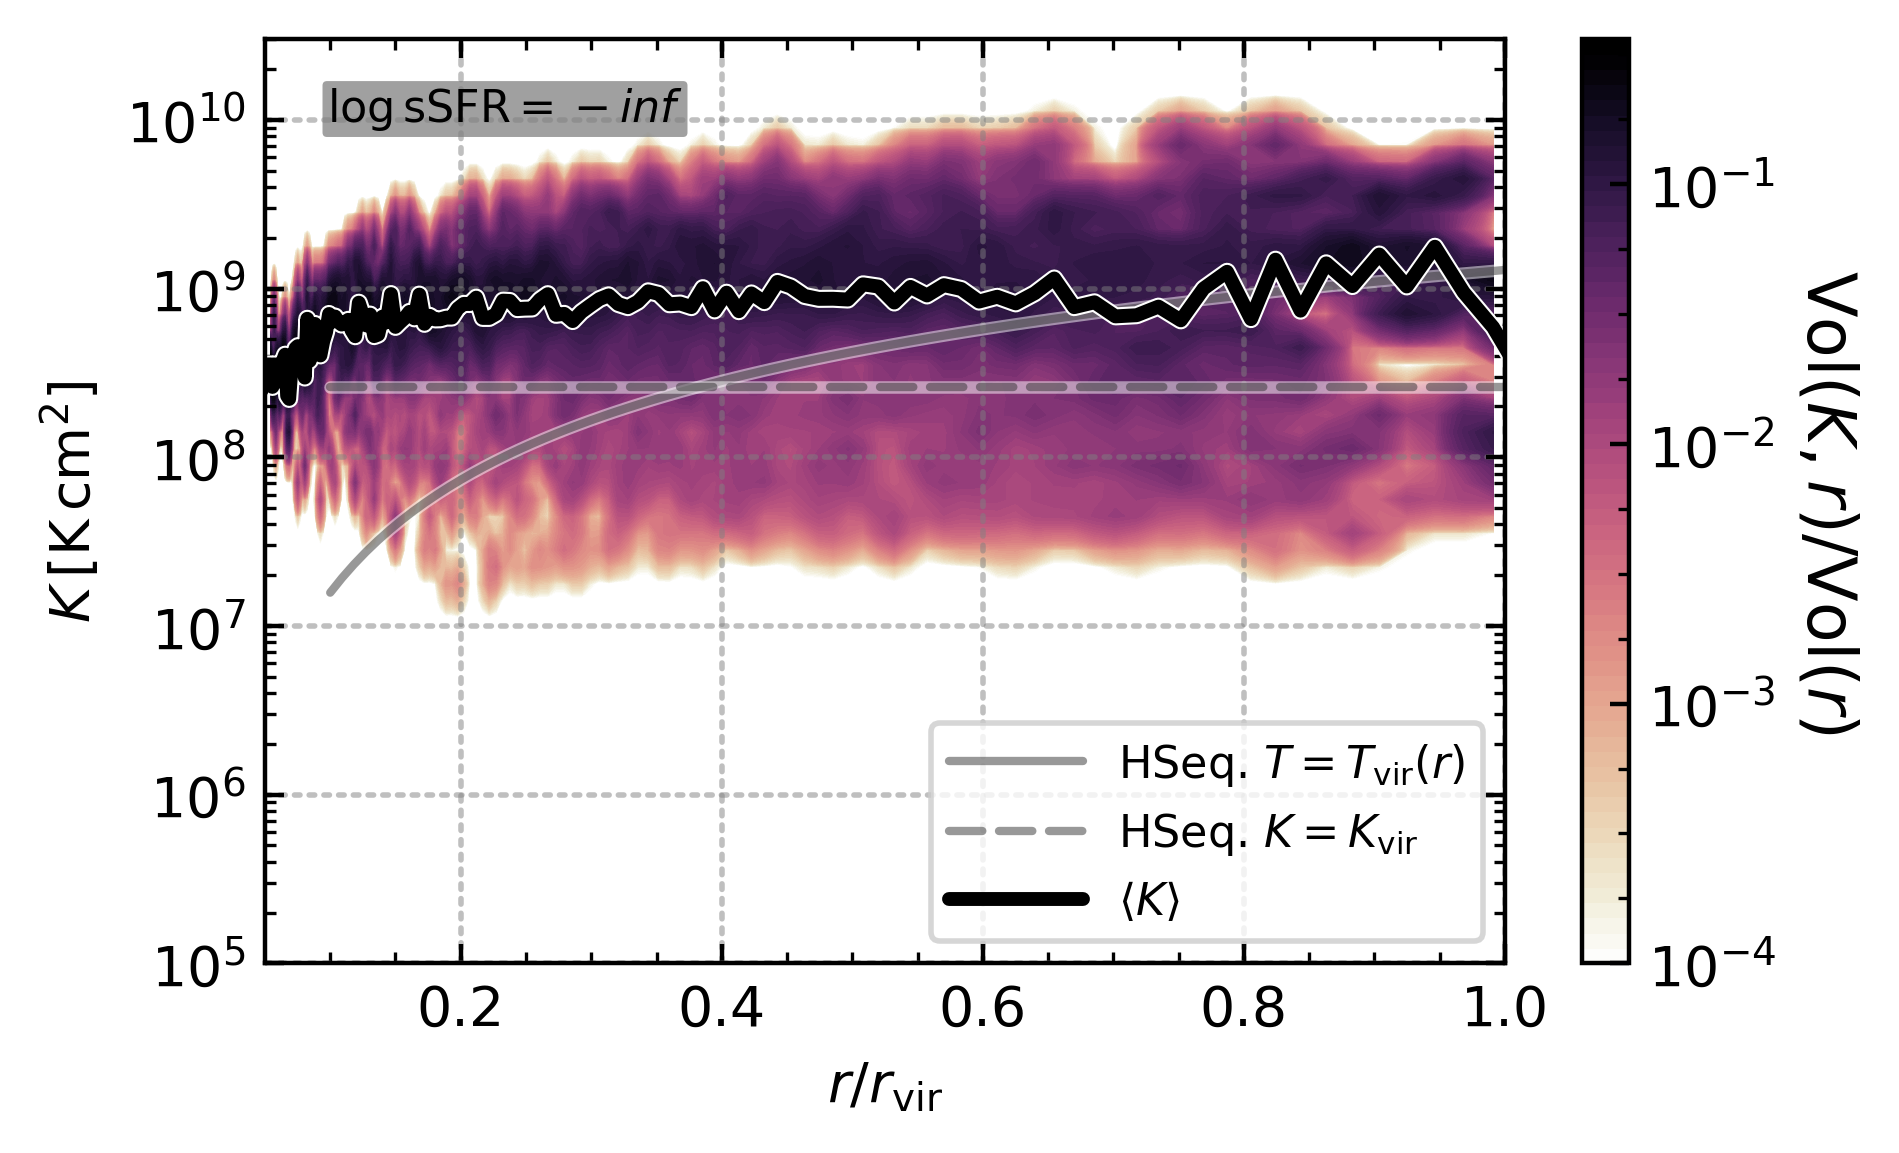 log sSFR = − inf
10^10
10^9
10^8
10^7
10^6
10^5
K [K cm^2]
0.2 0.4 0.6 0.8 1.0
r/r_vir
HSeq. T = T_vir(r)
HSeq. K = K_vir
⟨K⟩
10^−1
10^−2
10^−3
10^−4
Vol(K, r)/Vol(r)